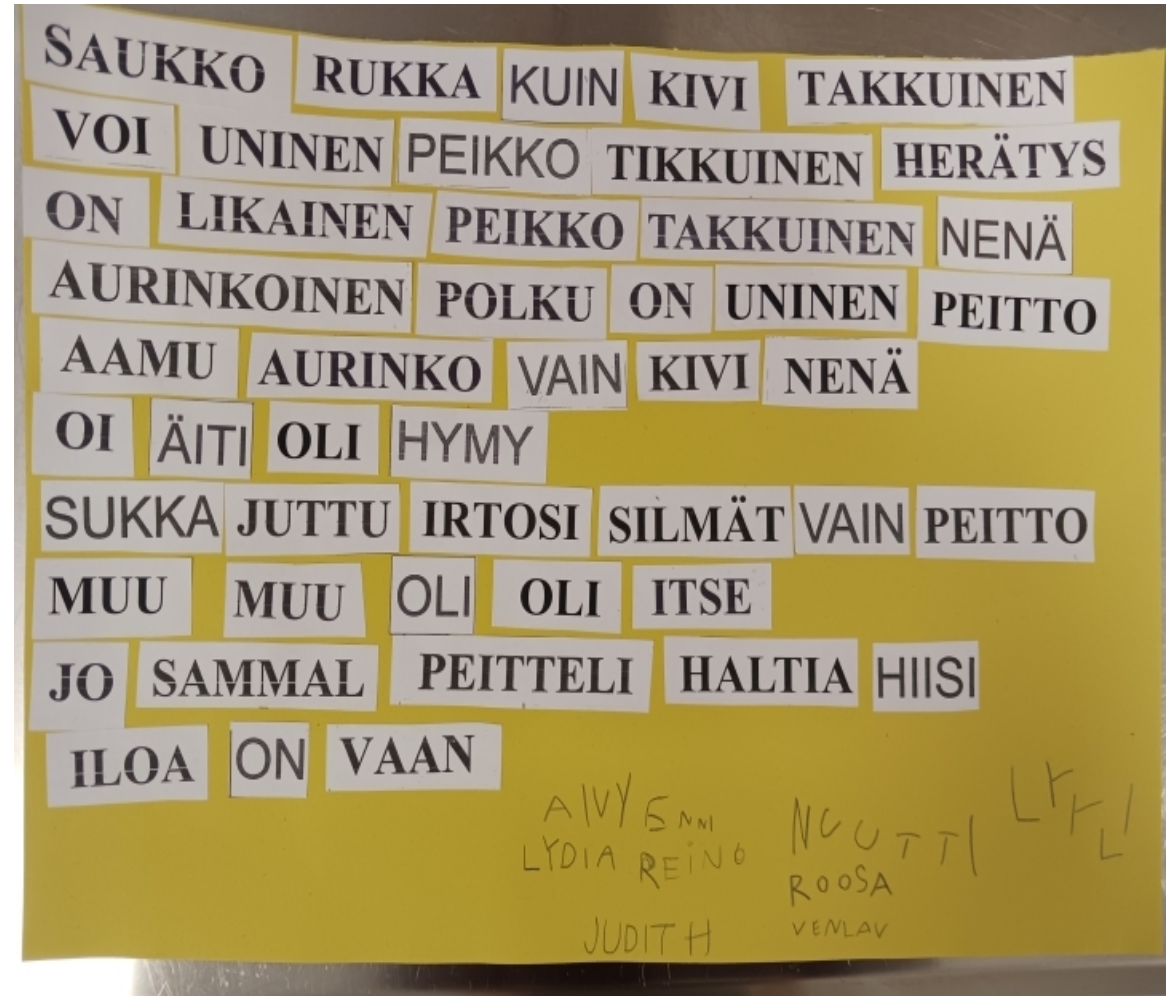 SAUKKO RUKKA KUIN KIVI TAKKUINEN
VOI UNINEN PEIKKO TIKKUINEN HERÄTYS
ON LIKAINEN PEIKKO TAKKUINEN NENÄ
AURINKOINEN POLKU ON UNINEN PEITTO
AAMU AURINKO VAIN KIVI NENÄ
OI ÄITI OLI HYMY
SUKKA JUTTU IRTOSI SILMÄT VAIN PEITTO
MUU MUU OLI OLI ITSE
JO SAMMAL PEITTELI HALTIA HIISI
ILOA ON VAAN
NUUTTI
LYDIA REINO
ROOSA
JUDITH